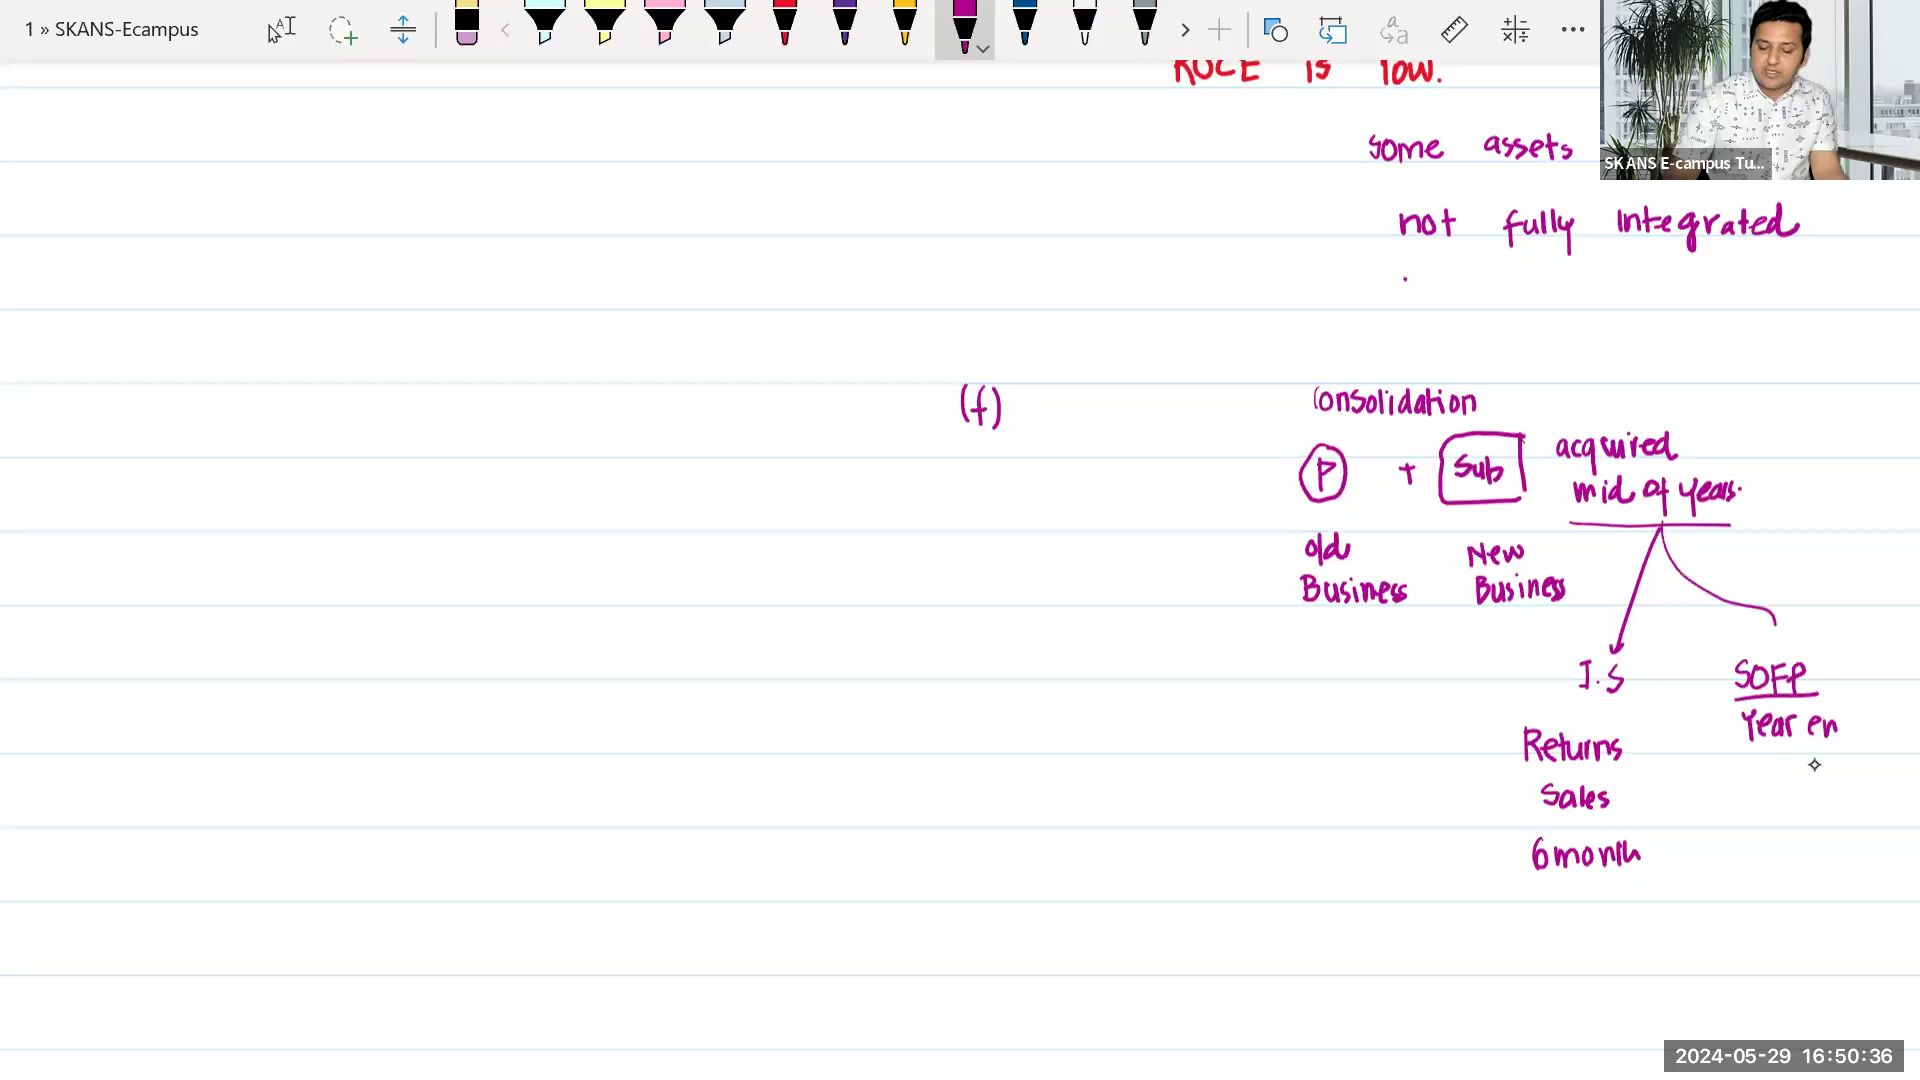 1 » SKANS-Ecampus
ROCE is low.
some assets
SKANS E-campus Tu...
not fully integrated
(f) Consolidation
P + Sub acquired
mid of years.
old New
Business Business
I.S SOFP
Year en
Returns
Sales
6 month
2024-05-29 16:50:36